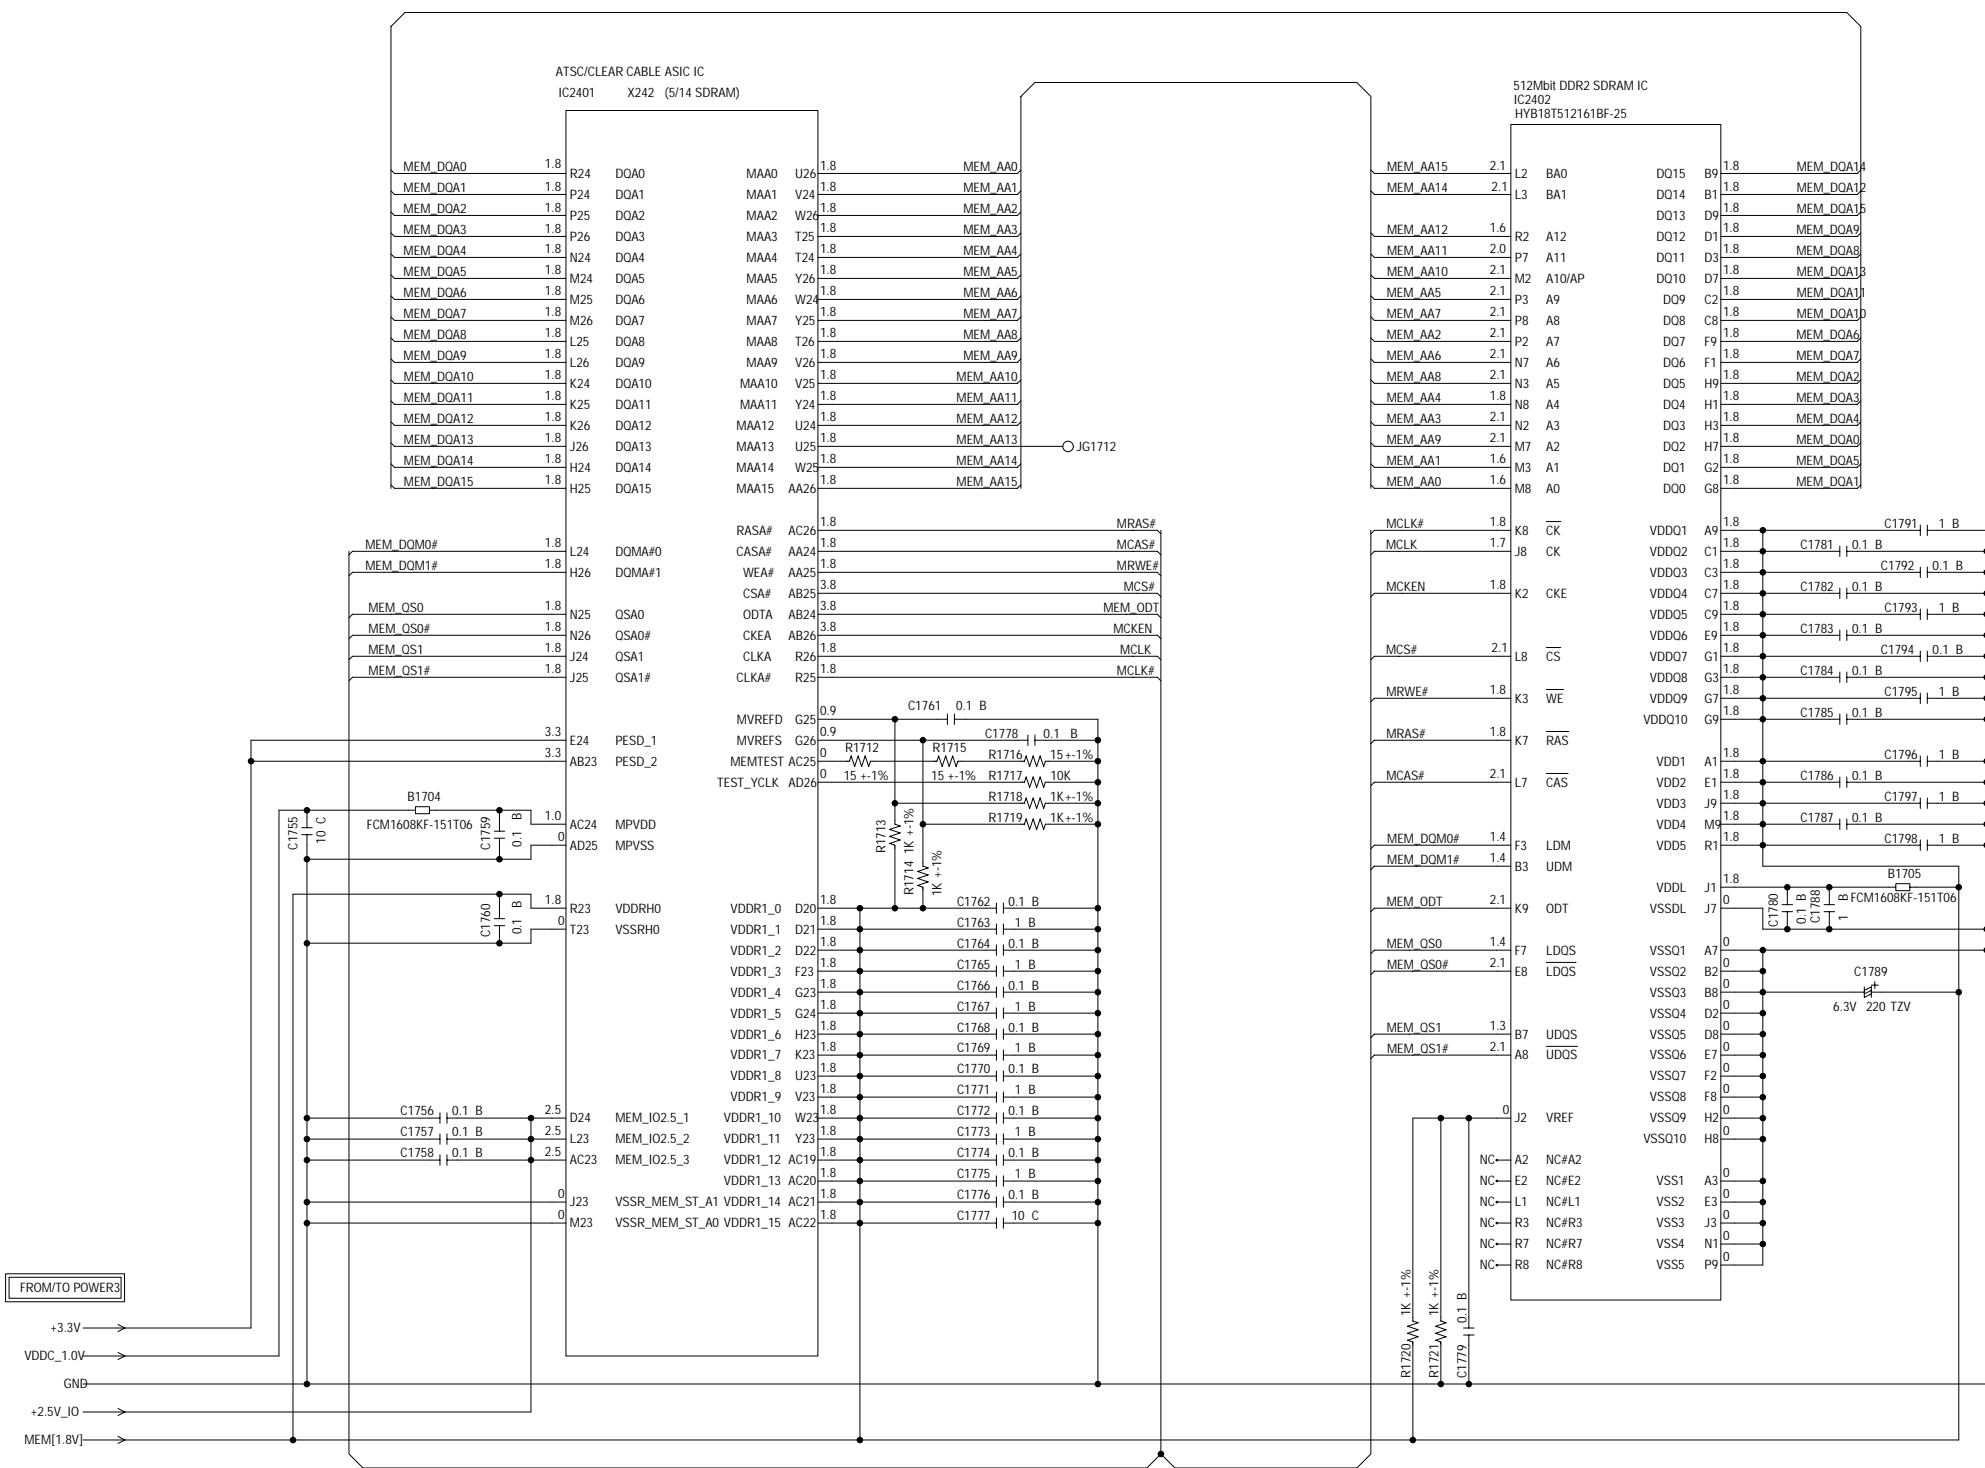 ATSC/CLEAR CABLE ASIC IC
IC2401 X242 (5/14 SDRAM)
512Mbit DDR2 SDRAM IC
IC2402
HYB18T512161BF-25
MEM_DQA0 1.8 R24 DQA0 MAA0 U26 1.8 MEM_AA0 MEM_AA15 2.1 L2 BA0 DQ15 B9 1.8 MEM_DQA14
MEM_DQA1 1.8 P24 DQA1 MAA1 V24 1.8 MEM_AA1 MEM_AA14 2.1 L3 BA1 DQ14 B1 1.8 MEM_DQA12
MEM_DQA2 1.8 P25 DQA2 MAA2 W26 1.8 MEM_AA2 DQ13 D9 1.8 MEM_DQA15
MEM_DQA3 1.8 P26 DQA3 MAA3 T25 1.8 MEM_AA3 MEM_AA12 1.6 R2 A12 DQ12 D1 1.8 MEM_DQA9
MEM_DQA4 1.8 N24 DQA4 MAA4 T24 1.8 MEM_AA4 MEM_AA11 2.0 P7 A11 DQ11 D3 1.8 MEM_DQA8
MEM_DQA5 1.8 M24 DQA5 MAA5 Y26 1.8 MEM_AA5 MEM_AA10 2.1 M2 A10/AP DQ10 D7 1.8 MEM_DQA13
MEM_DQA6 1.8 M25 DQA6 MAA6 W24 1.8 MEM_AA6 MEM_AA5 2.1 P3 A9 DQ9 C2 1.8 MEM_DQA11
MEM_DQA7 1.8 M26 DQA7 MAA7 Y25 1.8 MEM_AA7 MEM_AA7 2.1 P8 A8 DQ8 C8 1.8 MEM_DQA10
MEM_DQA8 1.8 L25 DQA8 MAA8 T26 1.8 MEM_AA8 MEM_AA2 2.1 P2 A7 DQ7 F9 1.8 MEM_DQA6
MEM_DQA9 1.8 L26 DQA9 MAA9 V26 1.8 MEM_AA9 MEM_AA6 2.1 N7 A6 DQ6 F1 1.8 MEM_DQA7
MEM_DQA10 1.8 K24 DQA10 MAA10 V25 1.8 MEM_AA10 MEM_AA8 2.1 N3 A5 DQ5 H9 1.8 MEM_DQA2
MEM_DQA11 1.8 K25 DQA11 MAA11 Y24 1.8 MEM_AA11 MEM_AA4 1.8 N8 A4 DQ4 H1 1.8 MEM_DQA3
MEM_DQA12 1.8 K26 DQA12 MAA12 U24 1.8 MEM_AA12 MEM_AA3 2.1 N2 A3 DQ3 H3 1.8 MEM_DQA4
MEM_DQA13 1.8 J26 DQA13 MAA13 U25 1.8 MEM_AA13 JG1712 MEM_AA9 2.1 M7 A2 DQ2 H7 1.8 MEM_DQA0
MEM_DQA14 1.8 H24 DQA14 MAA14 W25 1.8 MEM_AA14 MEM_AA1 1.6 M3 A1 DQ1 G2 1.8 MEM_DQA5
MEM_DQA15 1.8 H25 DQA15 MAA15 AA26 1.8 MEM_AA15 MEM_AA0 1.6 M8 A0 DQ0 G8 1.8 MEM_DQA1
RASA# AC26 1.8 MRAS# MCLK# 1.8 K8 CK VDDQ1 A9 1.8 C1791 1 B
MEM_DQM0# 1.8 L24 DQMA#0 CASA# AA24 1.8 MCAS# MCLK 1.7 J8 CK VDDQ2 C1 1.8 C1781 0.1 B
MEM_DQM1# 1.8 H26 DQMA#1 WEA# AA25 1.8 MRWE# VDDQ3 C3 1.8 C1792 0.1 B
CSA# AB25 3.8 MCS# MCKEN 1.8 K2 CKE VDDQ4 C7 1.8 C1782 0.1 B
MEM_QS0 1.8 N25 QSA0 ODTA AB24 3.8 MEM_ODT VDDQ5 C9 1.8 C1793 1 B
MEM_QS0# 1.8 N26 QSA0# CKEA AB26 3.8 MCKEN VDDQ6 E9 1.8 C1783 0.1 B
MEM_QS1 1.8 J24 QSA1 CLKA R26 1.8 MCLK MCS# 2.1 L8 CS VDDQ7 G1 1.8 C1794 0.1 B
MEM_QS1# 1.8 J25 QSA1# CLKA# R25 1.8 MCLK# VDDQ8 G3 1.8 C1784 0.1 B
MRWE# 1.8 K3 WE VDDQ9 G7 1.8 C1795 1 B
MVREFD G25 0.9 C1761 0.1 B VDDQ10 G9 1.8 C1785 0.1 B
3.3 E24 PESD_1 MVREFS G26 0.9 C1778 0.1 B MRAS# 1.8 K7 RAS
3.3 AB23 PESD_2 MEMTEST AC25 0 R1712 15 +-1% R1715 15 +-1% R1716 15 +-1% VDD1 A1 1.8 C1796 1 B
TEST_YCLK AD26 0 R1717 10K MCAS# 2.1 L7 CAS VDD2 E1 1.8 C1786 0.1 B
R1718 1K+-1% VDD3 J9 1.8 C1797 1 B
C1755 10 C B1704 FCM1608KF-151T06 C1759 0.1 B 1.0 AC24 MPVDD R1719 1K+-1% VDD4 M9 1.8 C1787 0.1 B
0 AD25 MPVSS R1713 1K +-1% MEM_DQM0# 1.4 F3 LDM VDD5 R1 1.8 C1798 1 B
R1714 1K +-1% MEM_DQM1# 1.4 B3 UDM
VDDL J1 1.8 C1780 0.1 B C1788 1 B B1705 FCM1608KF-151T06
C1760 0.1 B 1.8 R23 VDDRH0 VDDR1_0 D20 1.8 C1762 0.1 B MEM_ODT 2.1 K9 ODT VSSDL J7 0
0 T23 VSSRH0 VDDR1_1 D21 1.8 C1763 1 B
VDDR1_2 D22 1.8 C1764 0.1 B MEM_QS0 1.4 F7 LDQS VSSQ1 A7 0
VDDR1_3 F23 1.8 C1765 1 B MEM_QS0# 2.1 E8 LDQS VSSQ2 B2 0
VDDR1_4 G23 1.8 C1766 0.1 B VSSQ3 B8 0 C1789 + 6.3V 220 TZV
VDDR1_5 G24 1.8 C1767 1 B VSSQ4 D2 0
VDDR1_6 H23 1.8 C1768 0.1 B MEM_QS1 1.3 B7 UDQS VSSQ5 D8 0
VDDR1_7 K23 1.8 C1769 1 B MEM_QS1# 2.1 A8 UDQS VSSQ6 E7 0
VDDR1_8 U23 1.8 C1770 0.1 B VSSQ7 F2 0
VDDR1_9 V23 1.8 C1771 1 B VSSQ8 F8 0
C1756 0.1 B 2.5 D24 MEM_IO2.5_1 VDDR1_10 W23 1.8 C1772 0.1 B 0 J2 VREF VSSQ9 H2 0
C1757 0.1 B 2.5 L23 MEM_IO2.5_2 VDDR1_11 Y23 1.8 C1773 1 B VSSQ10 H8 0
C1758 0.1 B 2.5 AC23 MEM_IO2.5_3 VDDR1_12 AC19 1.8 C1774 0.1 B NC A2 NC#A2
VDDR1_13 AC20 1.8 C1775 1 B NC E2 NC#E2 VSS1 A3 0
0 J23 VSSR_MEM_ST_A1 VDDR1_14 AC21 1.8 C1776 0.1 B NC L1 NC#L1 VSS2 E3 0
0 M23 VSSR_MEM_ST_A0 VDDR1_15 AC22 1.8 C1777 10 C NC R3 NC#R3 VSS3 J3 0
NC R7 NC#R7 VSS4 N1 0
NC R8 NC#R8 VSS5 P9 0
R1720 1K +-1% R1721 1K +-1% C1779 0.1 B
FROM/TO POWER3
+3.3V
VDDC_1.0V
GND
+2.5V_IO
MEM[1.8V]